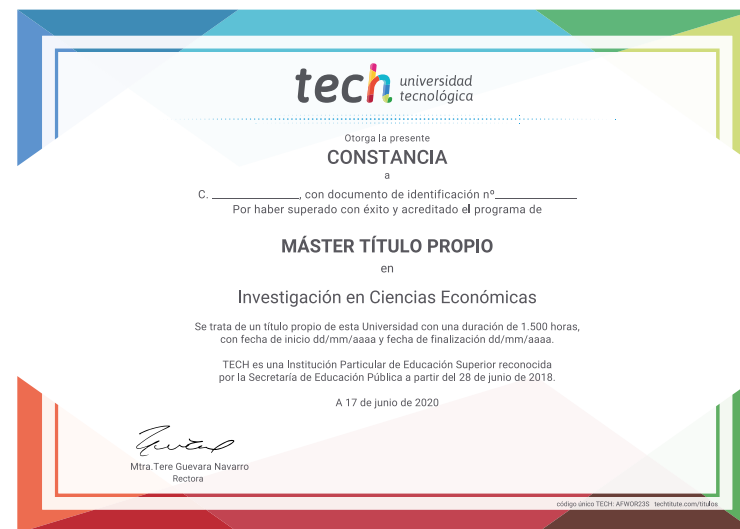 tech universidad
tecnológica
Otorga la presente
CONSTANCIA
a
C. ______________, con documento de identificación nº______________
Por haber superado con éxito y acreditado el programa de
MÁSTER TÍTULO PROPIO
en
Investigación en Ciencias Económicas
Se trata de un título propio de esta Universidad con una duración de 1.500 horas,
con fecha de inicio dd/mm/aaaa y fecha de finalización dd/mm/aaaa.
TECH es una Institución Particular de Educación Superior reconocida
por la Secretaría de Educación Pública a partir del 28 de junio de 2018.
A 17 de junio de 2020
Mtra.Tere Guevara Navarro
Rectora
código único TECH: AFWOR23S techtitute.com/titulos